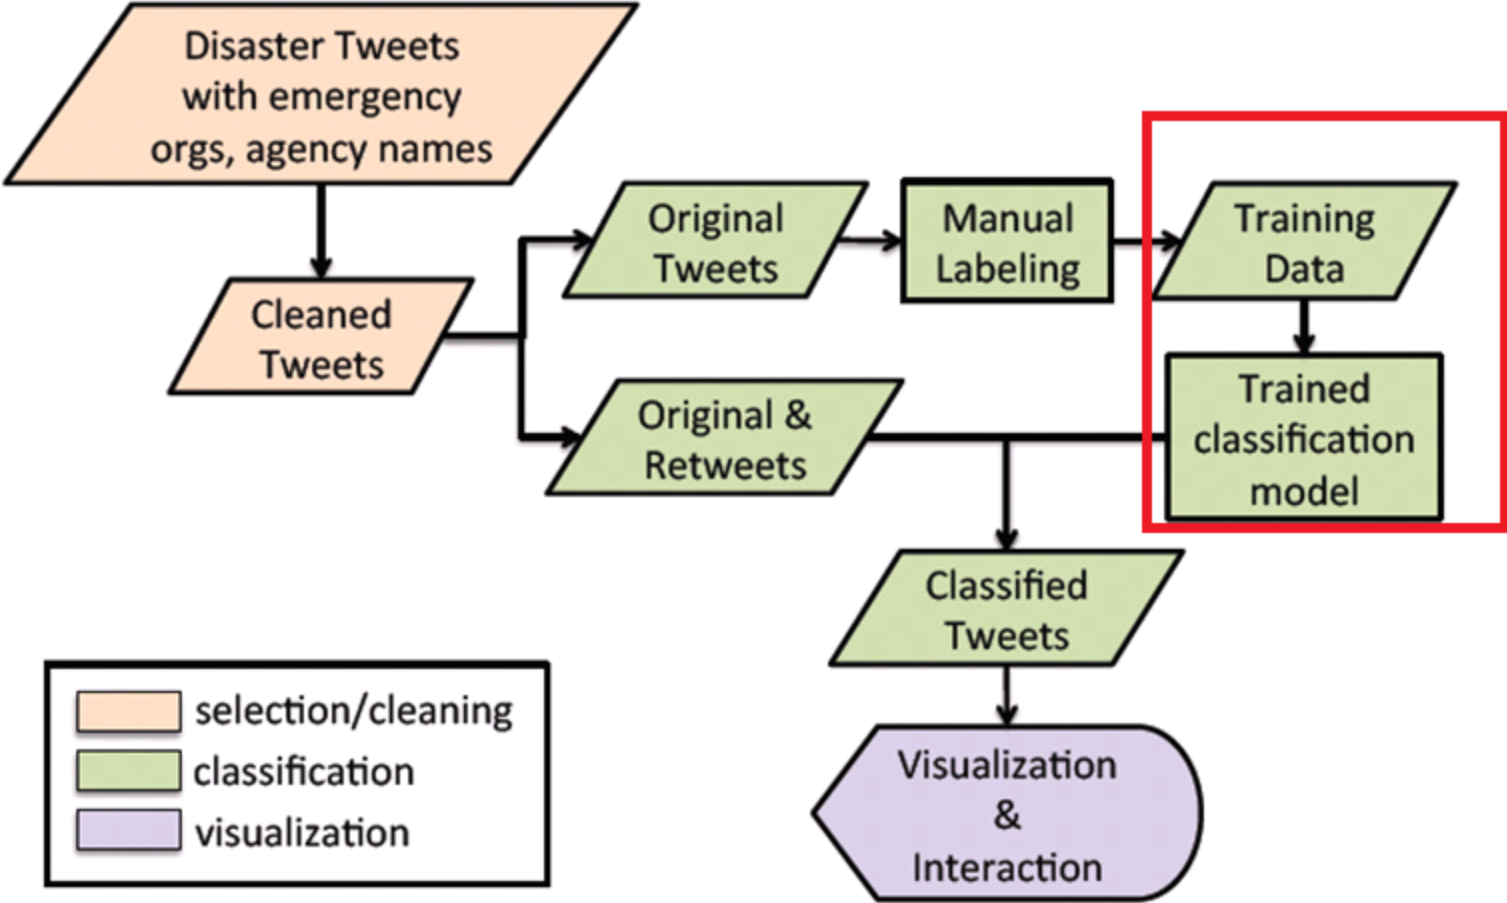 Disaster Tweets
with emergency
orgs, agency names
Cleaned
Tweets
Original
Tweets
Manual
Labeling
Training
Data
Original &
Retweets
Trained
classification
model
Classified
Tweets
Visualization
&
Interaction
selection/cleaning
classification
visualization